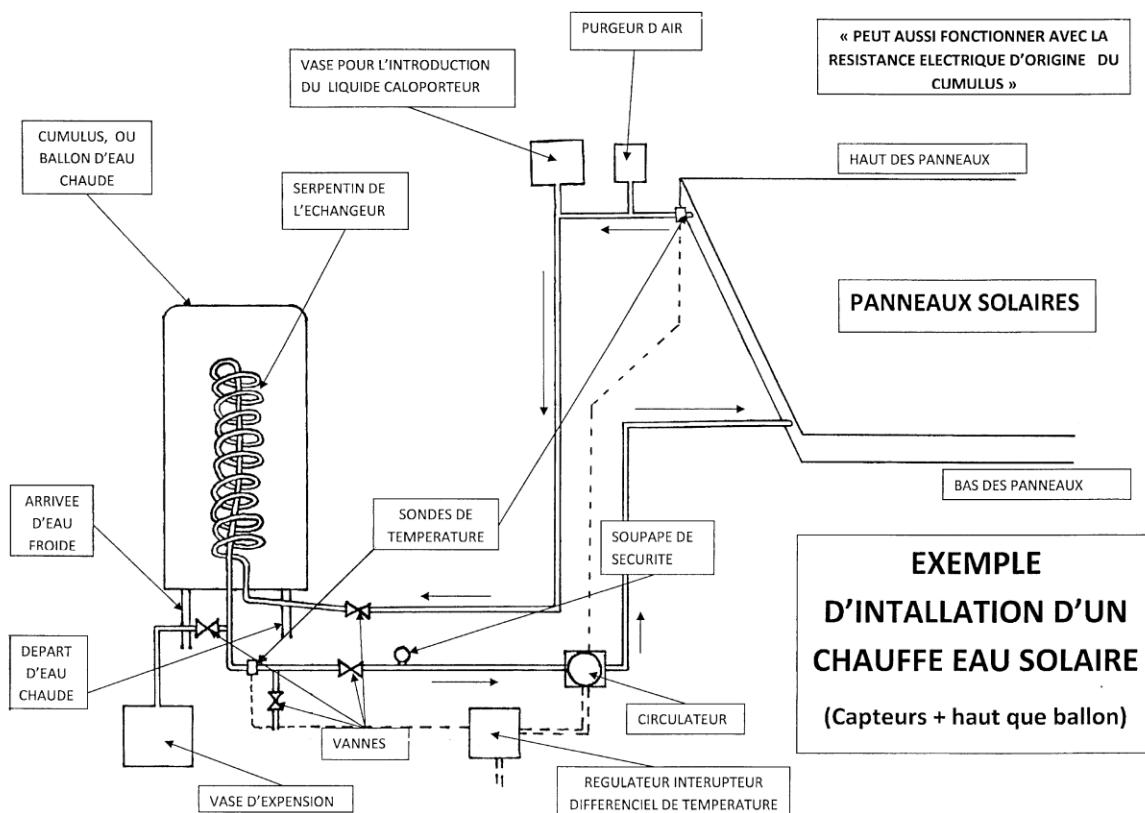 PURGEUR D AIR
« PEUT AUSSI FONCTIONNER AVEC LA
RESISTANCE ELECTRIQUE D'ORIGINE DU
CUMULUS »
VASE POUR L'INTRODUCTION
DU LIQUIDE CALOPORTEUR
CUMULUS, OU
BALLON D'EAU
CHAUDE
HAUT DES PANNEAUX
SERPENTIN DE
L'ECHANGEUR
PANNEAUX SOLAIRES
ARRIVEE
D'EAU
FROIDE
SONDES DE
TEMPERATURE
SOUPAPE DE
SECURITE
BAS DES PANNEAUX
EXEMPLE
D'INTALLATION D'UN
CHAUFFE EAU SOLAIRE
(Capteurs + haut que ballon)
DEPART
D'EAU
CHAUDE
VANNES
CIRCULATEUR
VASE D'EXPENSION
REGULATEUR INTERUPTEUR
DIFFERENCIEL DE TEMPERATURE